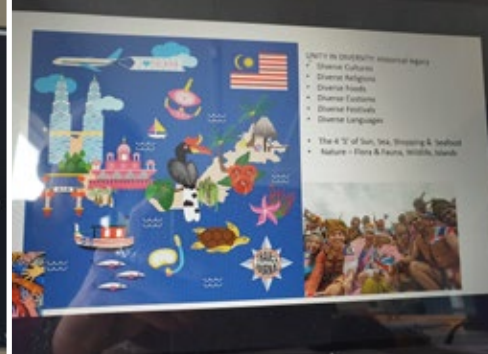 UNITY IN DIVERSITY: Historical legacy
• Diverse Cultures
• Diverse Religions
• Diverse Foods
• Diverse Customs
• Diverse Festivals
• Diverse Languages
• The 4 'S' of Sun, Sea, Shopping & Seafood
• Nature – Flora & Fauna, Wildlife, Islands